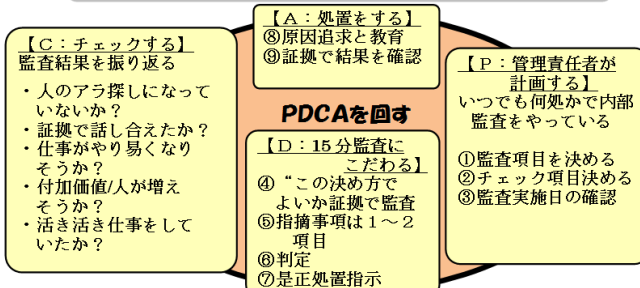 【A：処置をする】
⑧原因追求と教育
⑨証拠で結果を確認
【C：チェックする】
監査結果を振り返る
・人のアラ探しになって
いないか？
・証拠で話し合えたか？
・仕事がやり易くなり
そうか？
・付加価値/人が増え
そうか？
・活き活き仕事をして
いたか？
PDCAを回す
【P：管理責任者が
計画する】
いつでも何処かで内部
監査をやっている
①監査項目を決める
②チェック項目決める
③監査実施日の確認
【D：15分監査に
こだわる】
④“この決め方で
よいか証拠で監査
⑤指摘事項は１～２
項目
⑥判定
⑦是正処置指示